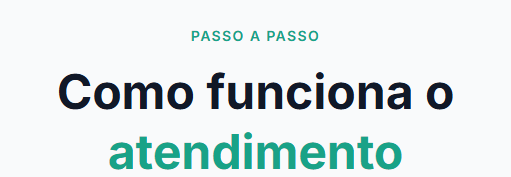 PASSO A PASSO
Como funciona o
atendimento